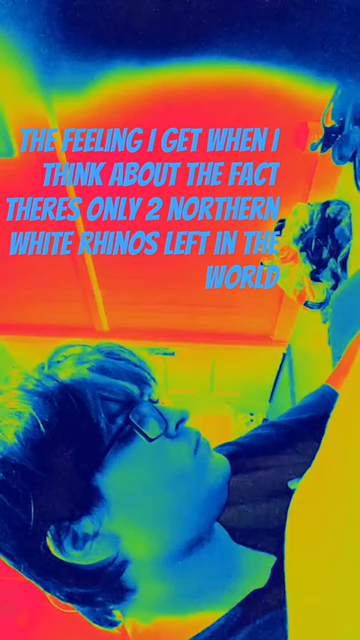 THE FEELING I GET WHEN I
THINK ABOUT THE FACT
THERES ONLY 2 NORTHERN
WHITE RHINOS LEFT IN THE
WORLD